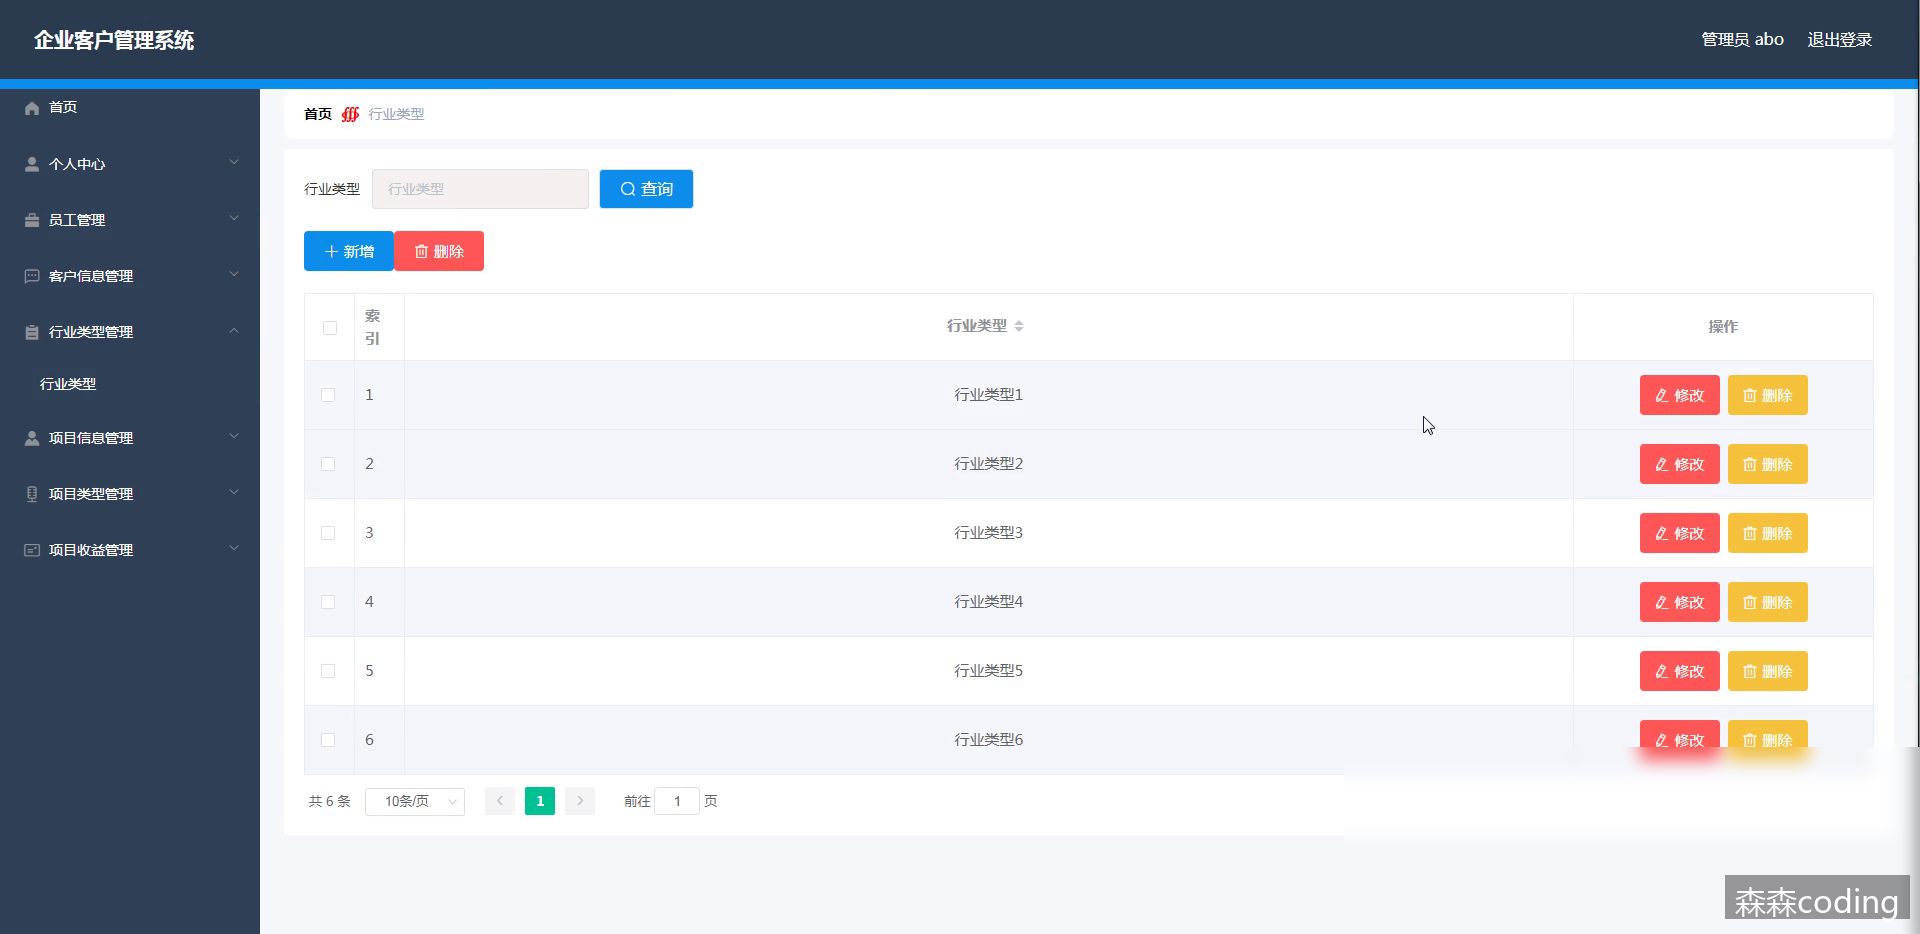 企业客户管理系统
管理员 abo 退出登录
首页
个人中心
员工管理
客户信息管理
行业类型管理
行业类型
项目信息管理
项目类型管理
项目收益管理
首页 行业类型
行业类型 行业类型 查询
新增 删除
索引 行业类型 操作
1 行业类型1 修改 删除
2 行业类型2 修改 删除
3 行业类型3 修改 删除
4 行业类型4 修改 删除
5 行业类型5 修改 删除
6 行业类型6 修改 删除
共 6 条 10条/页 1 前往 1 页
森森coding